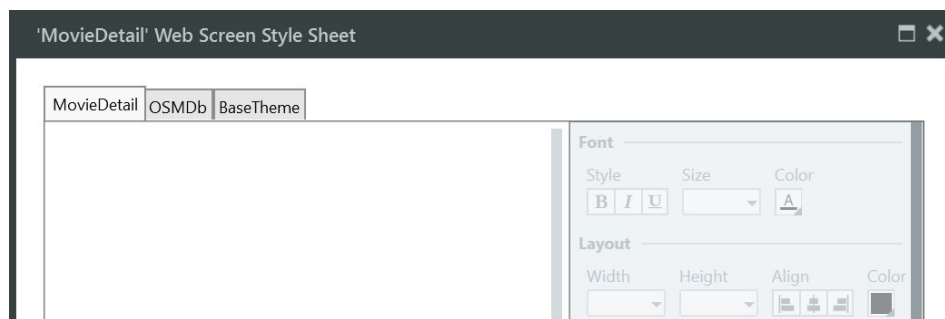 'MovieDetail' Web Screen Style Sheet
MovieDetail OSMDb BaseTheme
Font
Style Size Color
B I U A
Layout
Width Height Align Color